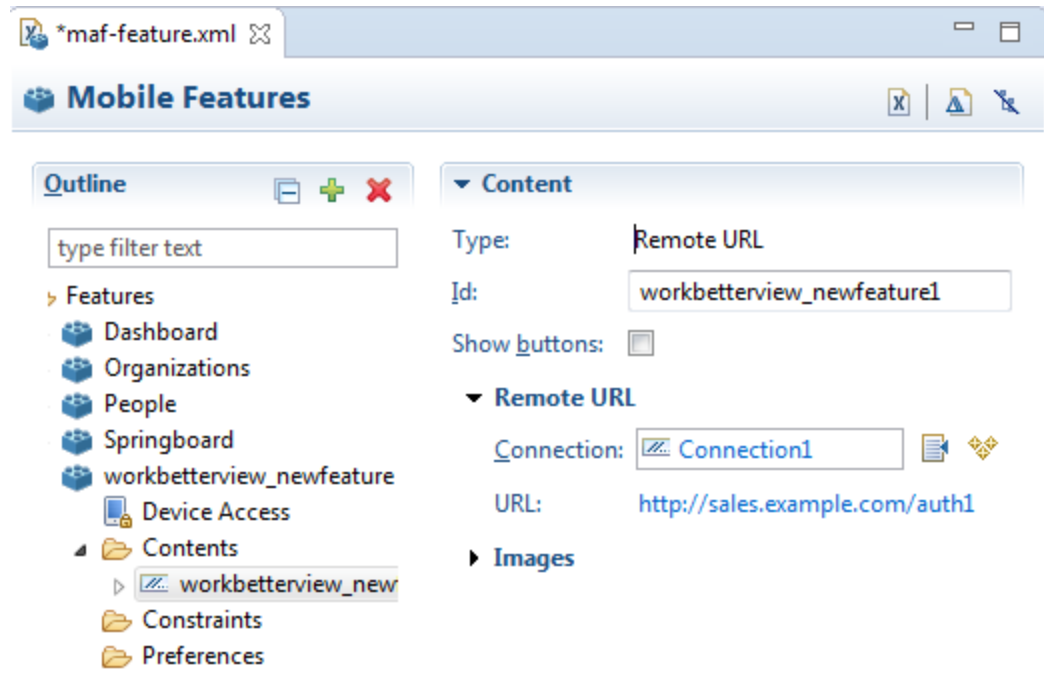 *maf-feature.xml
Mobile Features
Outline
type filter text
Features
Dashboard
Organizations
People
Springboard
workbetterview_newfeature
Device Access
Contents
workbetterview_new
Constraints
Preferences
Content
Type: Remote URL
Id: workbetterview_newfeature1
Show buttons:
Remote URL
Connection: Connection1
URL: http://sales.example.com/auth1
Images